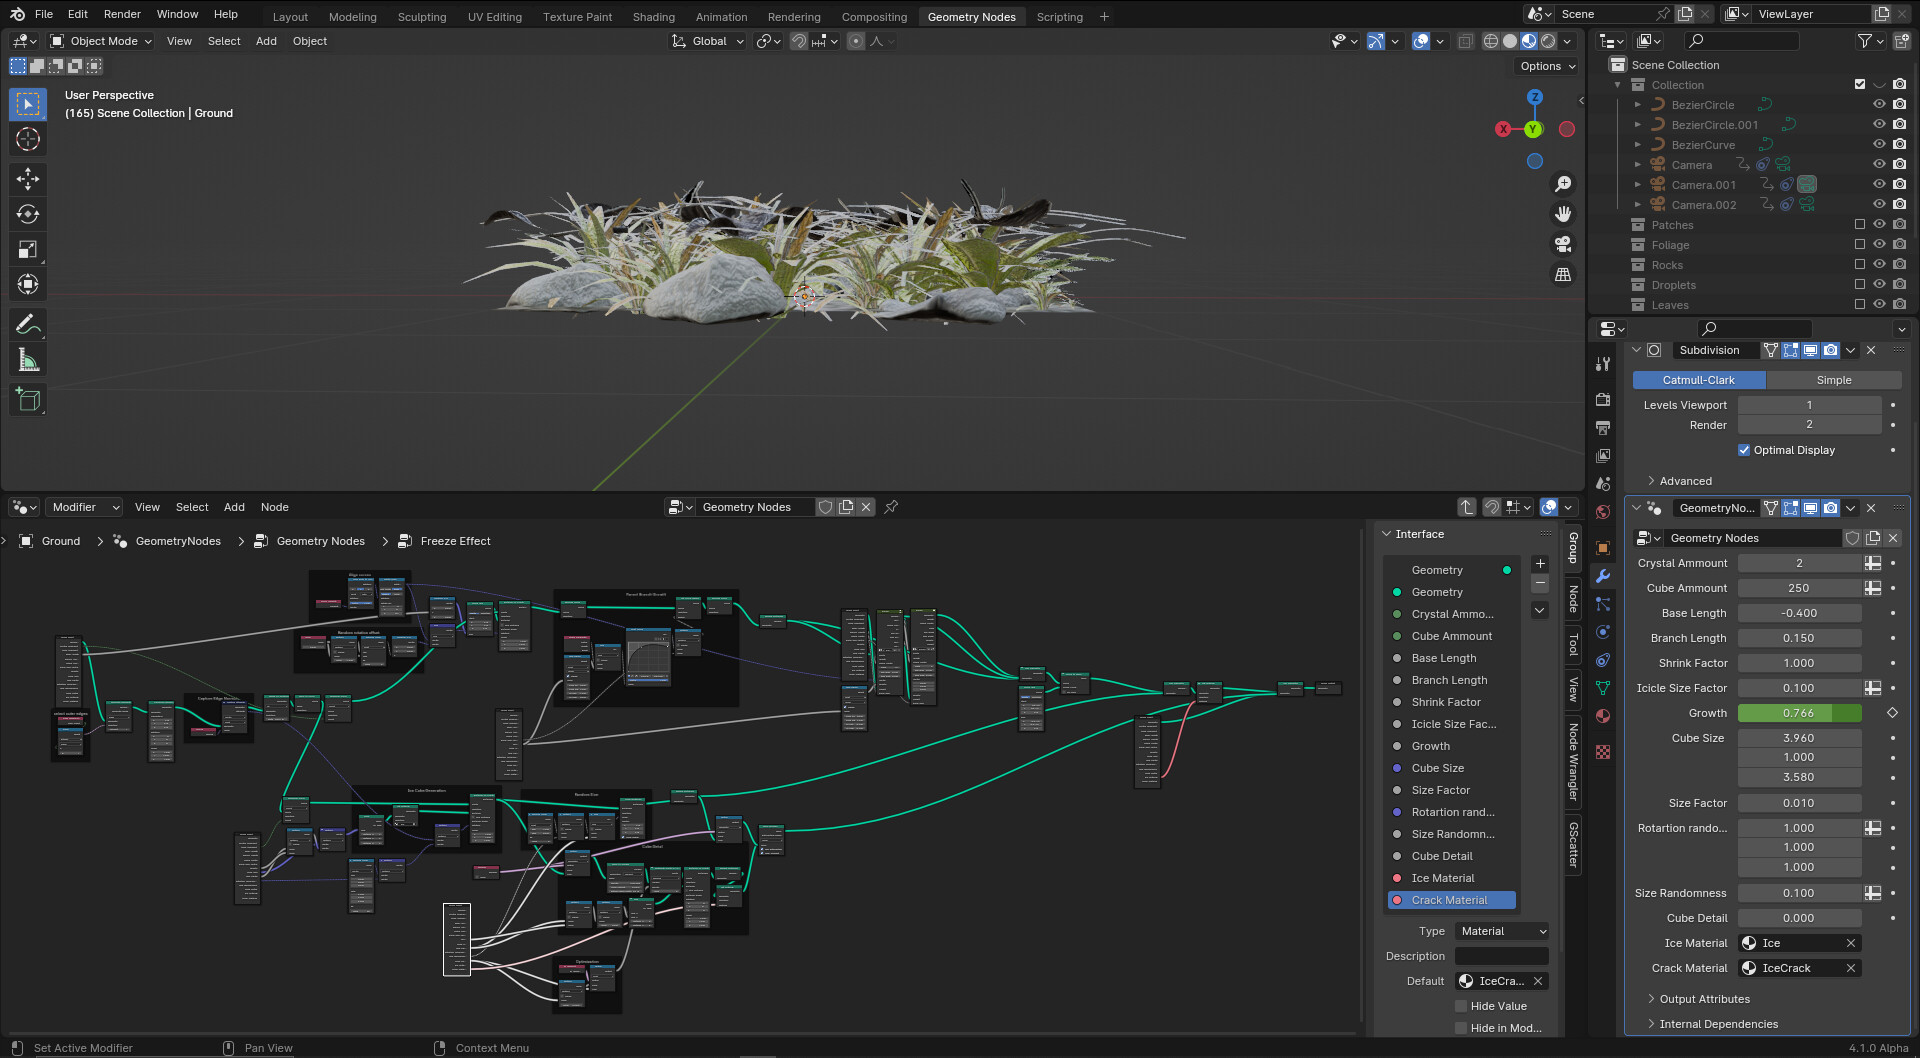 File Edit Render Window Help Layout Modeling Sculpting UV Editing Texture Paint Shading Animation Rendering Compositing Geometry Nodes Scripting + Scene ViewLayer
Object Mode View Select Add Object Global
Options
User Perspective
(165) Scene Collection | Ground
Z
X
Y
Scene Collection
Collection
BezierCircle
BezierCircle.001
BezierCurve
Camera
Camera.001
Camera.002
Patches
Foliage
Rocks
Droplets
Leaves
Subdivision
Catmull-Clark Simple
Levels Viewport 1
Render 2
Optimal Display
Advanced
GeometryNo...
Geometry Nodes
Crystal Ammount 2
Cube Ammount 250
Base Length -0.400
Branch Length 0.150
Shrink Factor 1.000
Icicle Size Factor 0.100
Growth 0.766
Cube Size 3.960
1.000
3.580
Size Factor 0.010
Rotartion rando... 1.000
1.000
1.000
Size Randomness 0.100
Cube Detail 0.000
Ice Material Ice
Crack Material IceCrack
Output Attributes
Internal Dependencies
Modifier View Select Add Node Geometry Nodes
Ground > GeometryNodes > Geometry Nodes > Freeze Effect
Interface
Geometry
Geometry
Crystal Ammo...
Cube Ammount
Base Length
Branch Length
Shrink Factor
Icicle Size Fac...
Growth
Cube Size
Size Factor
Rotartion rand...
Size Randomn...
Cube Detail
Ice Material
Crack Material
Type Material
Description
Default IceCra...
Hide Value
Hide in Mod...
Group
Node
Tool
View
Node Wrangler
GScatter
Set Active Modifier Pan View Context Menu 4.1.0 Alpha